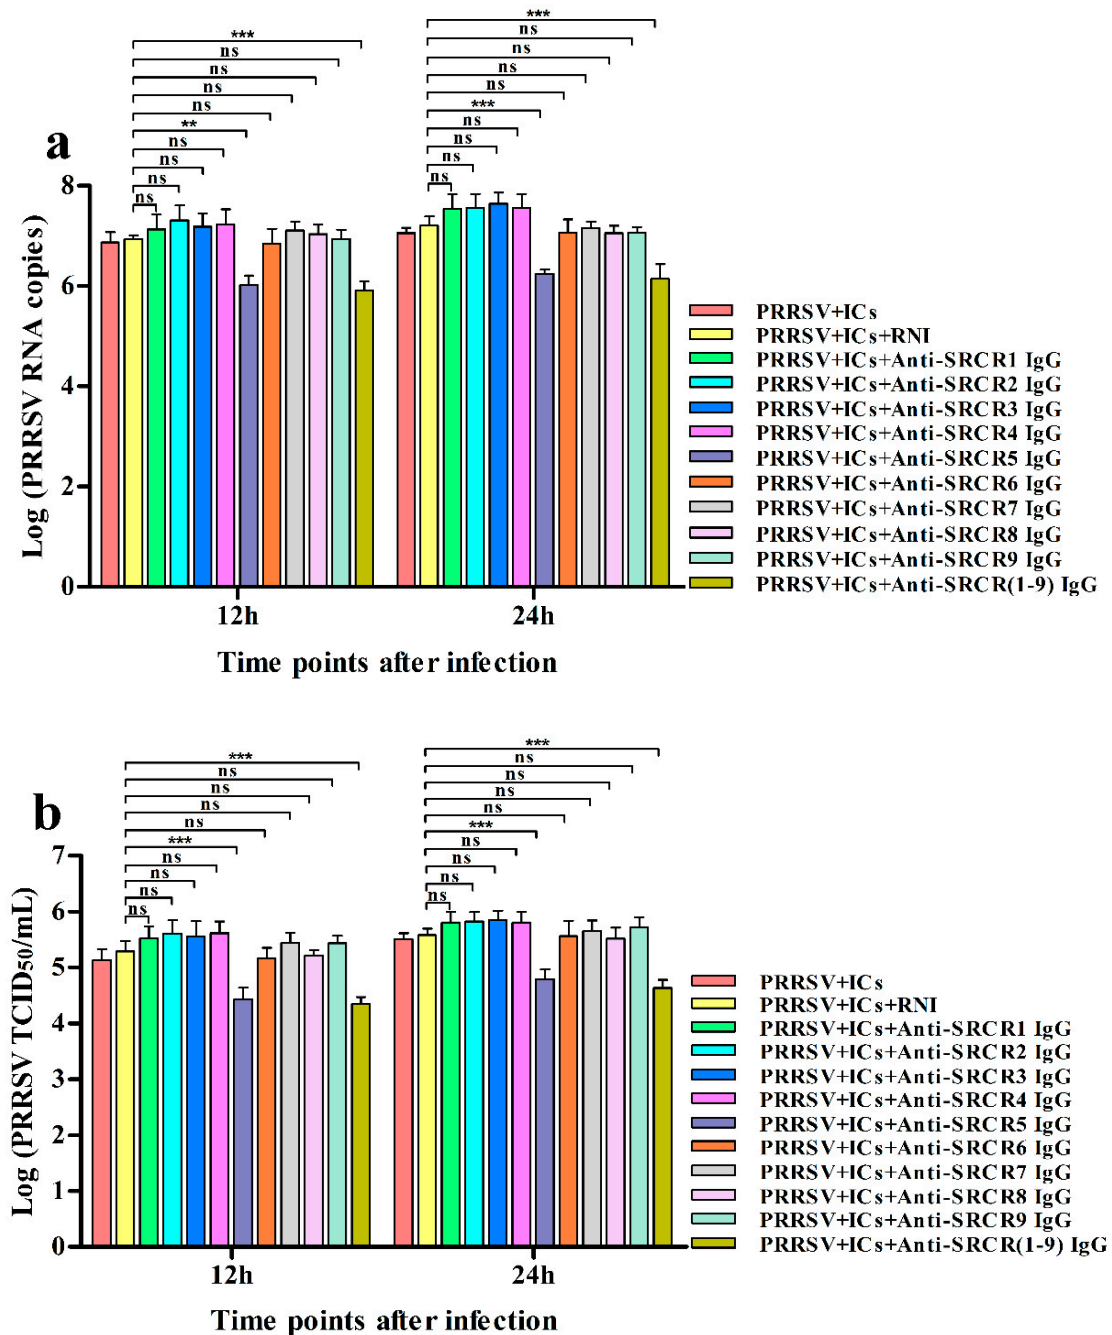 ***
ns
ns
ns
ns
**
ns
ns
ns
ns
***
ns
ns
ns
ns
***
ns
ns
ns
ns
a
Log (PRRSV RNA copies)
8
6
4
2
0
12h
24h
Time points after infection
PRRSV+ICs
PRRSV+ICs+RNI
PRRSV+ICs+Anti-SRCR1 IgG
PRRSV+ICs+Anti-SRCR2 IgG
PRRSV+ICs+Anti-SRCR3 IgG
PRRSV+ICs+Anti-SRCR4 IgG
PRRSV+ICs+Anti-SRCR5 IgG
PRRSV+ICs+Anti-SRCR6 IgG
PRRSV+ICs+Anti-SRCR7 IgG
PRRSV+ICs+Anti-SRCR8 IgG
PRRSV+ICs+Anti-SRCR9 IgG
PRRSV+ICs+Anti-SRCR(1-9) IgG
***
ns
ns
ns
ns
***
ns
ns
ns
ns
***
ns
ns
ns
ns
***
ns
ns
ns
ns
b
Log (PRRSV TCID50/mL)
7
6
5
4
3
2
1
0
12h
24h
Time points after infection
PRRSV+ICs
PRRSV+ICs+RNI
PRRSV+ICs+Anti-SRCR1 IgG
PRRSV+ICs+Anti-SRCR2 IgG
PRRSV+ICs+Anti-SRCR3 IgG
PRRSV+ICs+Anti-SRCR4 IgG
PRRSV+ICs+Anti-SRCR5 IgG
PRRSV+ICs+Anti-SRCR6 IgG
PRRSV+ICs+Anti-SRCR7 IgG
PRRSV+ICs+Anti-SRCR8 IgG
PRRSV+ICs+Anti-SRCR9 IgG
PRRSV+ICs+Anti-SRCR(1-9) IgG